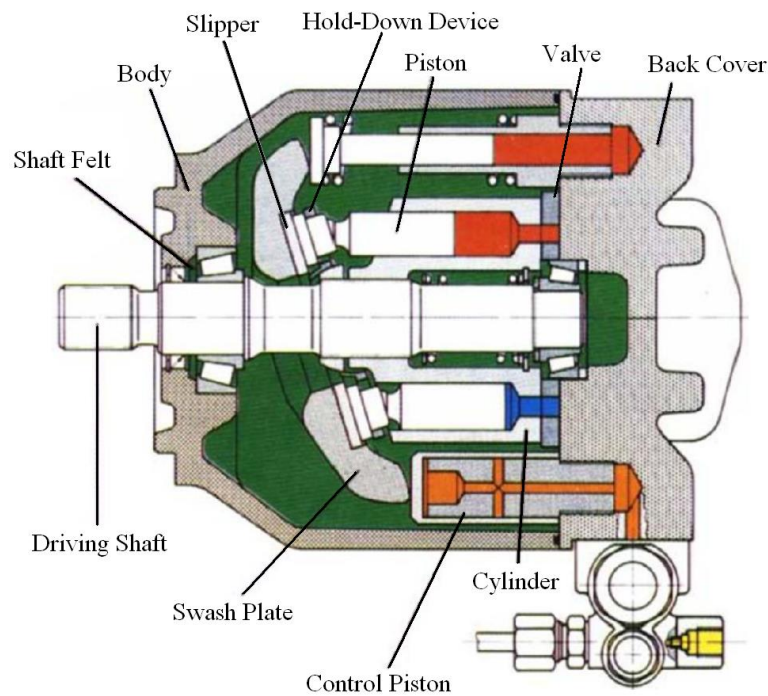 Slipper
Hold-Down Device
Valve
Body
Piston
Back Cover
Shaft Felt
Driving Shaft
Cylinder
Swash Plate
Control Piston